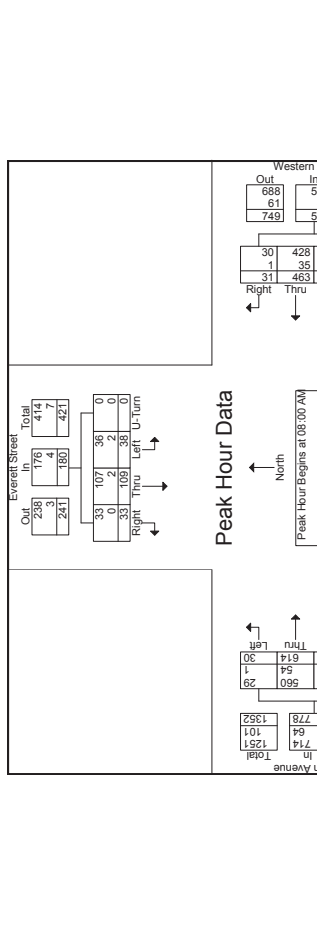 Everett Street
Out In Total
238 176 414
3 4 7
241 180 421
33 107 36 0
0 2 2 0
33 109 38 0
Right Thru Left U-Turn
Peak Hour Data
North
Peak Hour Begins at 08:00 AM
Western
Out
688
61
749
30 428
1 35
31 463
Right Thru
Left Thru
30 614
1 54
29 560
Total In
1251 714
101 64
1352 778
Avenue